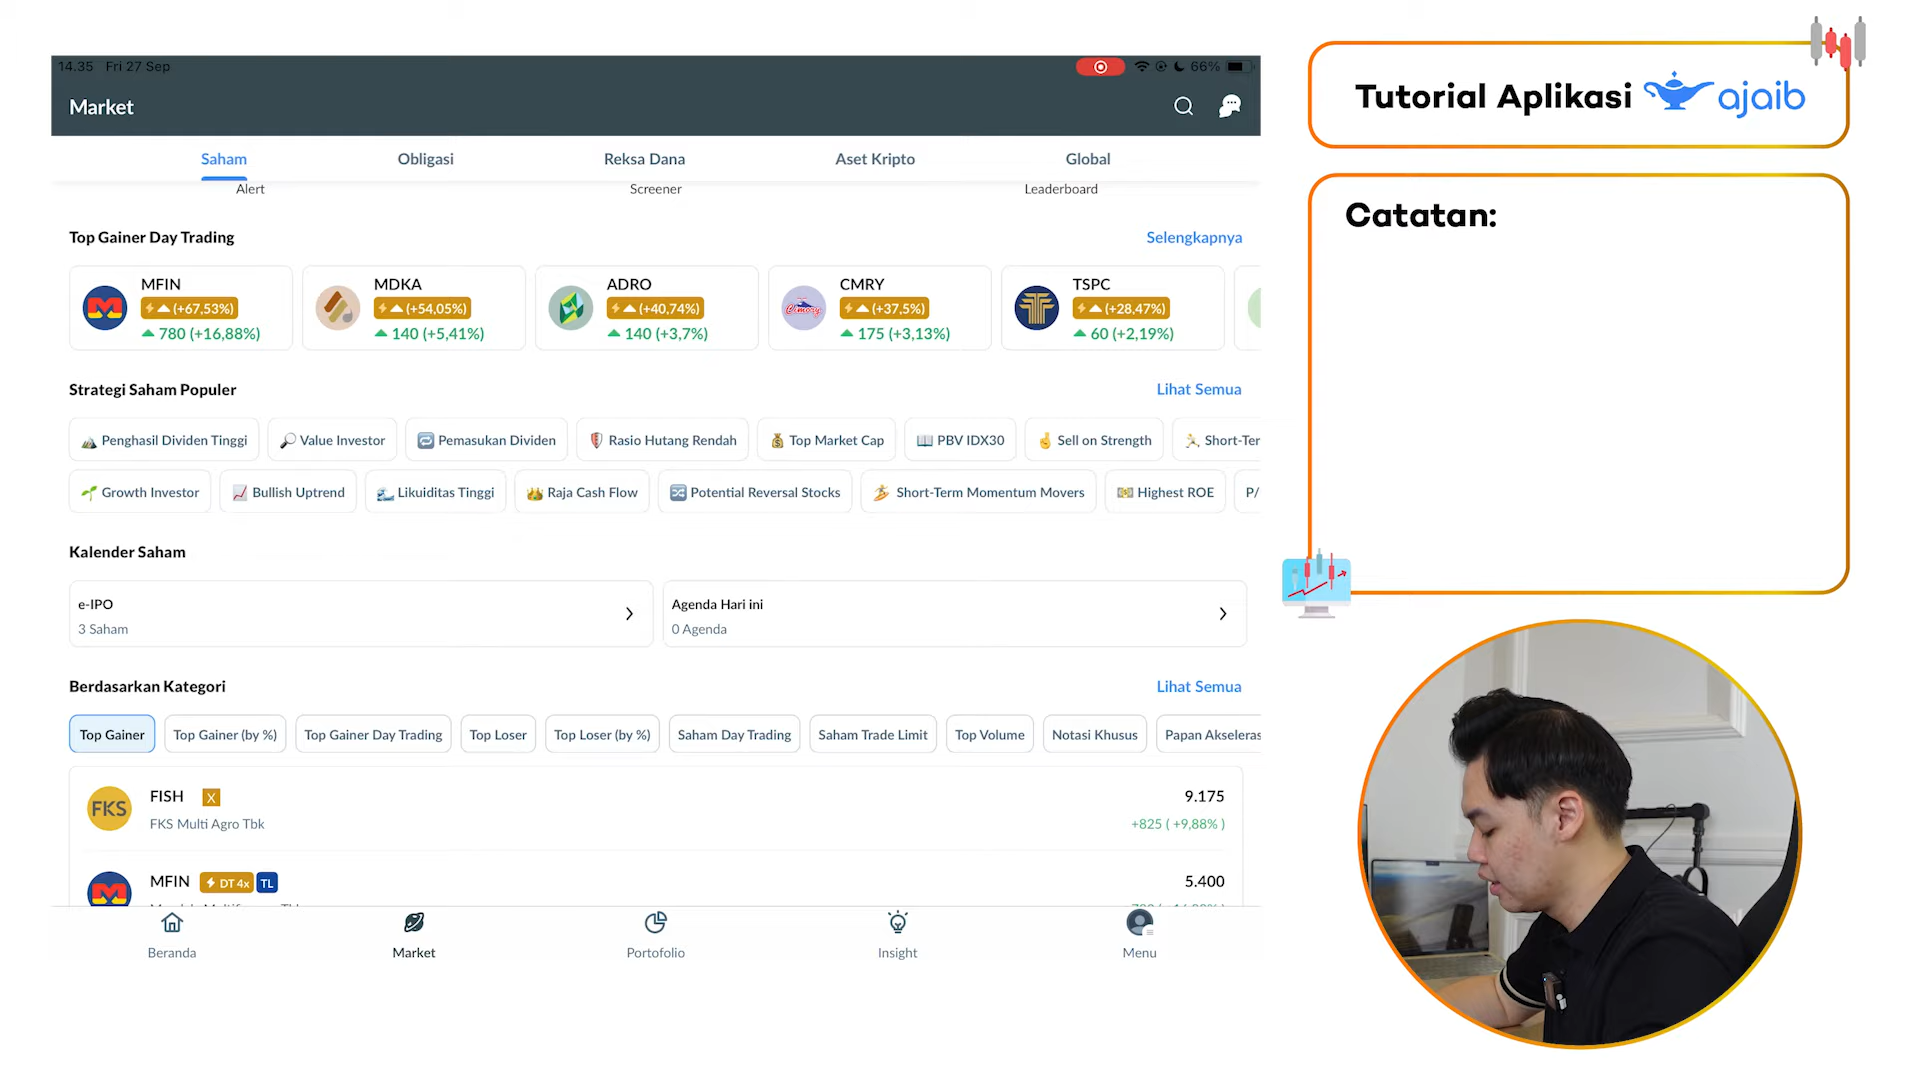 14.35 Fri 27 Sep
66%
Market
Tutorial Aplikasi ajaib
Saham Obligasi Reksa Dana Aset Kripto Global
Alert Screener Leaderboard
Catatan:
Top Gainer Day Trading Selengkapnya
MFIN
(+67,53%)
780 (+16,88%)
MDKA
(+54,05%)
140 (+5,41%)
ADRO
(+40,74%)
140 (+3,7%)
CMRY
(+37,5%)
175 (+3,13%)
TSPC
(+28,47%)
60 (+2,19%)
Strategi Saham Populer Lihat Semua
Penghasil Dividen Tinggi Value Investor Pemasukan Dividen Rasio Hutang Rendah Top Market Cap PBV IDX30 Sell on Strength Short-Ter
Growth Investor Bullish Uptrend Likuiditas Tinggi Raja Cash Flow Potential Reversal Stocks Short-Term Momentum Movers Highest ROE P/
Kalender Saham
e-IPO
3 Saham
Agenda Hari ini
0 Agenda
Berdasarkan Kategori Lihat Semua
Top Gainer Top Gainer (by %) Top Gainer Day Trading Top Loser Top Loser (by %) Saham Day Trading Saham Trade Limit Top Volume Notasi Khusus Papan Akseleras
FKS
FISH X 9.175
FKS Multi Agro Tbk +825 ( +9,88% )
MFIN DT 4x TL 5.400
Beranda Market Portofolio Insight Menu